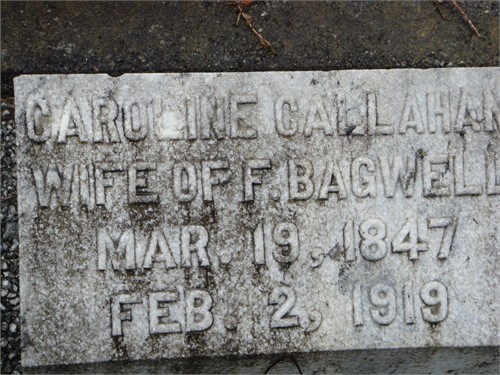 CAROLINE CALLAHAN
WIFE OF F. BAGWELL
MAR. 19, 1847
FEB. 2, 1919